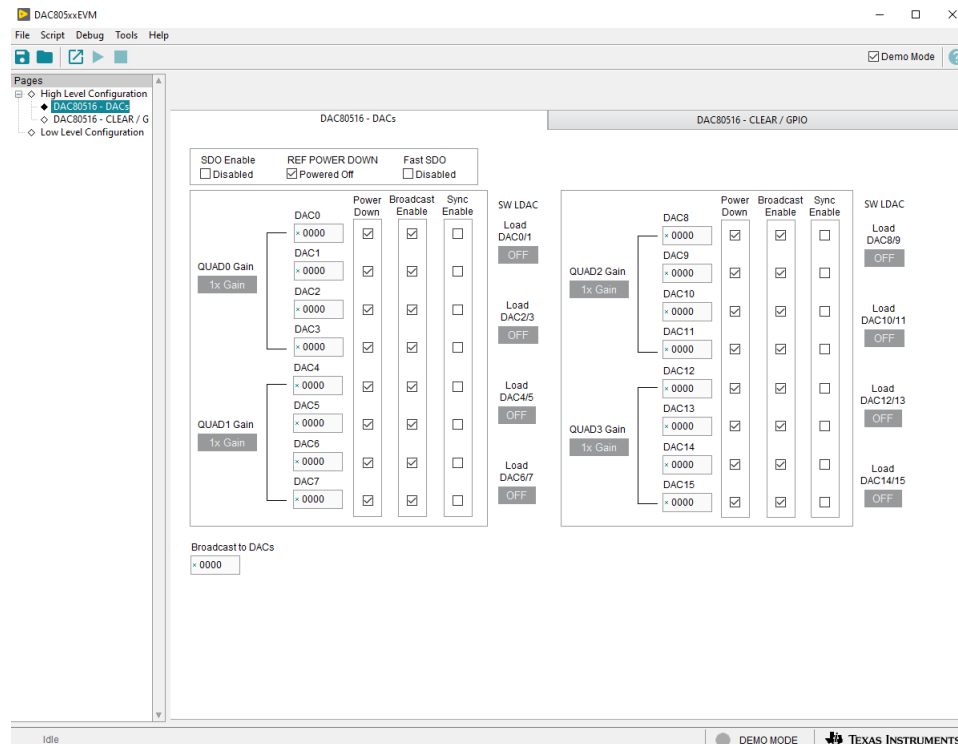 DAC805xxEVM
File Script Debug Tools Help
Demo Mode
Pages
High Level Configuration
DAC80516 - DACs
DAC80516 - CLEAR / G
Low Level Configuration
DAC80516 - DACs
DAC80516 - CLEAR / GPIO
SDO Enable REF POWER DOWN Fast SDO
Disabled Powered Off Disabled
Power Down Broadcast Enable Sync Enable SW LDAC
DAC0
× 0000
Load DAC0/1
OFF
DAC1
× 0000
QUAD0 Gain
1x Gain
DAC2
× 0000
Load DAC2/3
OFF
DAC3
× 0000
DAC4
× 0000
Load DAC4/5
OFF
DAC5
× 0000
QUAD1 Gain
1x Gain
DAC6
× 0000
Load DAC6/7
OFF
DAC7
× 0000
Power Down Broadcast Enable Sync Enable SW LDAC
DAC8
× 0000
Load DAC8/9
OFF
DAC9
× 0000
QUAD2 Gain
1x Gain
DAC10
× 0000
Load DAC10/11
OFF
DAC11
× 0000
DAC12
× 0000
Load DAC12/13
OFF
DAC13
× 0000
QUAD3 Gain
1x Gain
DAC14
× 0000
Load DAC14/15
OFF
DAC15
× 0000
Broadcast to DACs
× 0000
Idle
DEMO MODE
TEXAS INSTRUMENTS